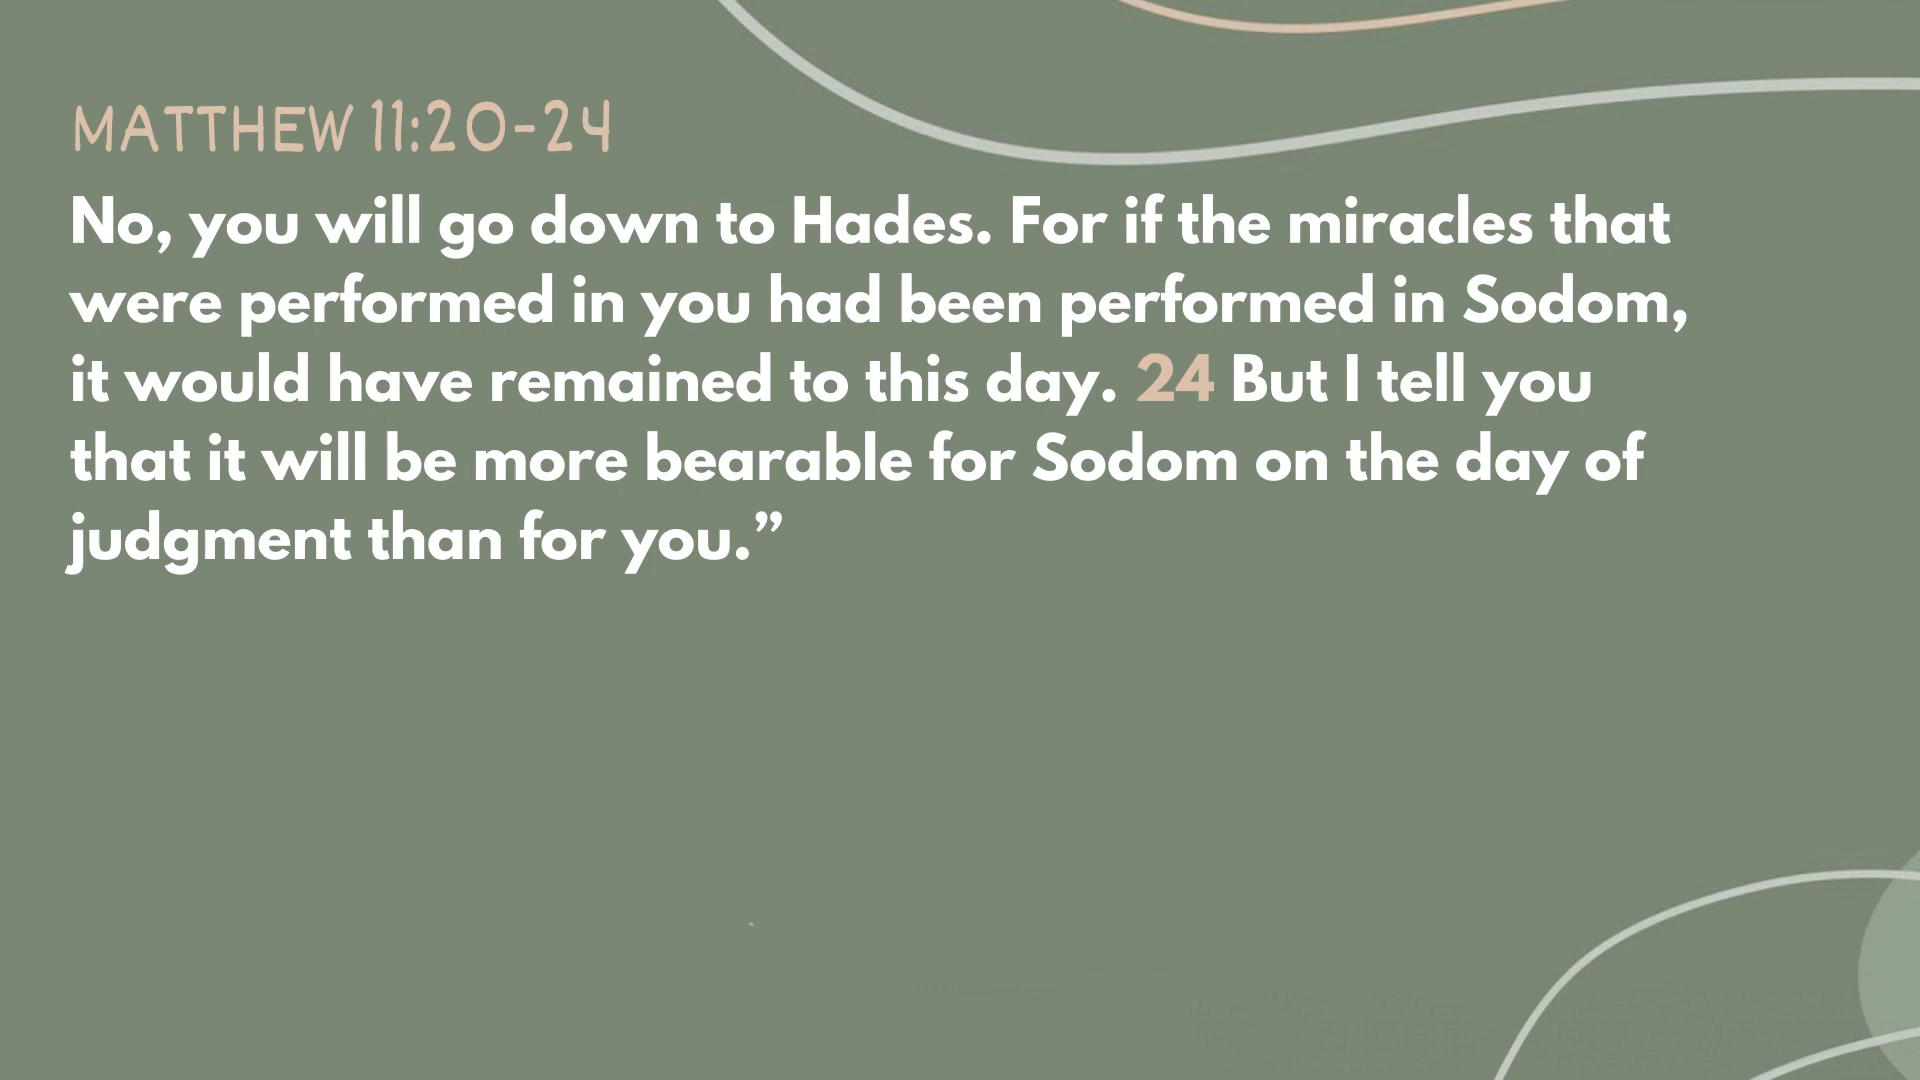 MATTHEW 11:20-24
No, you will go down to Hades. For if the miracles that
were performed in you had been performed in Sodom,
it would have remained to this day. 24 But I tell you
that it will be more bearable for Sodom on the day of
judgment than for you.”